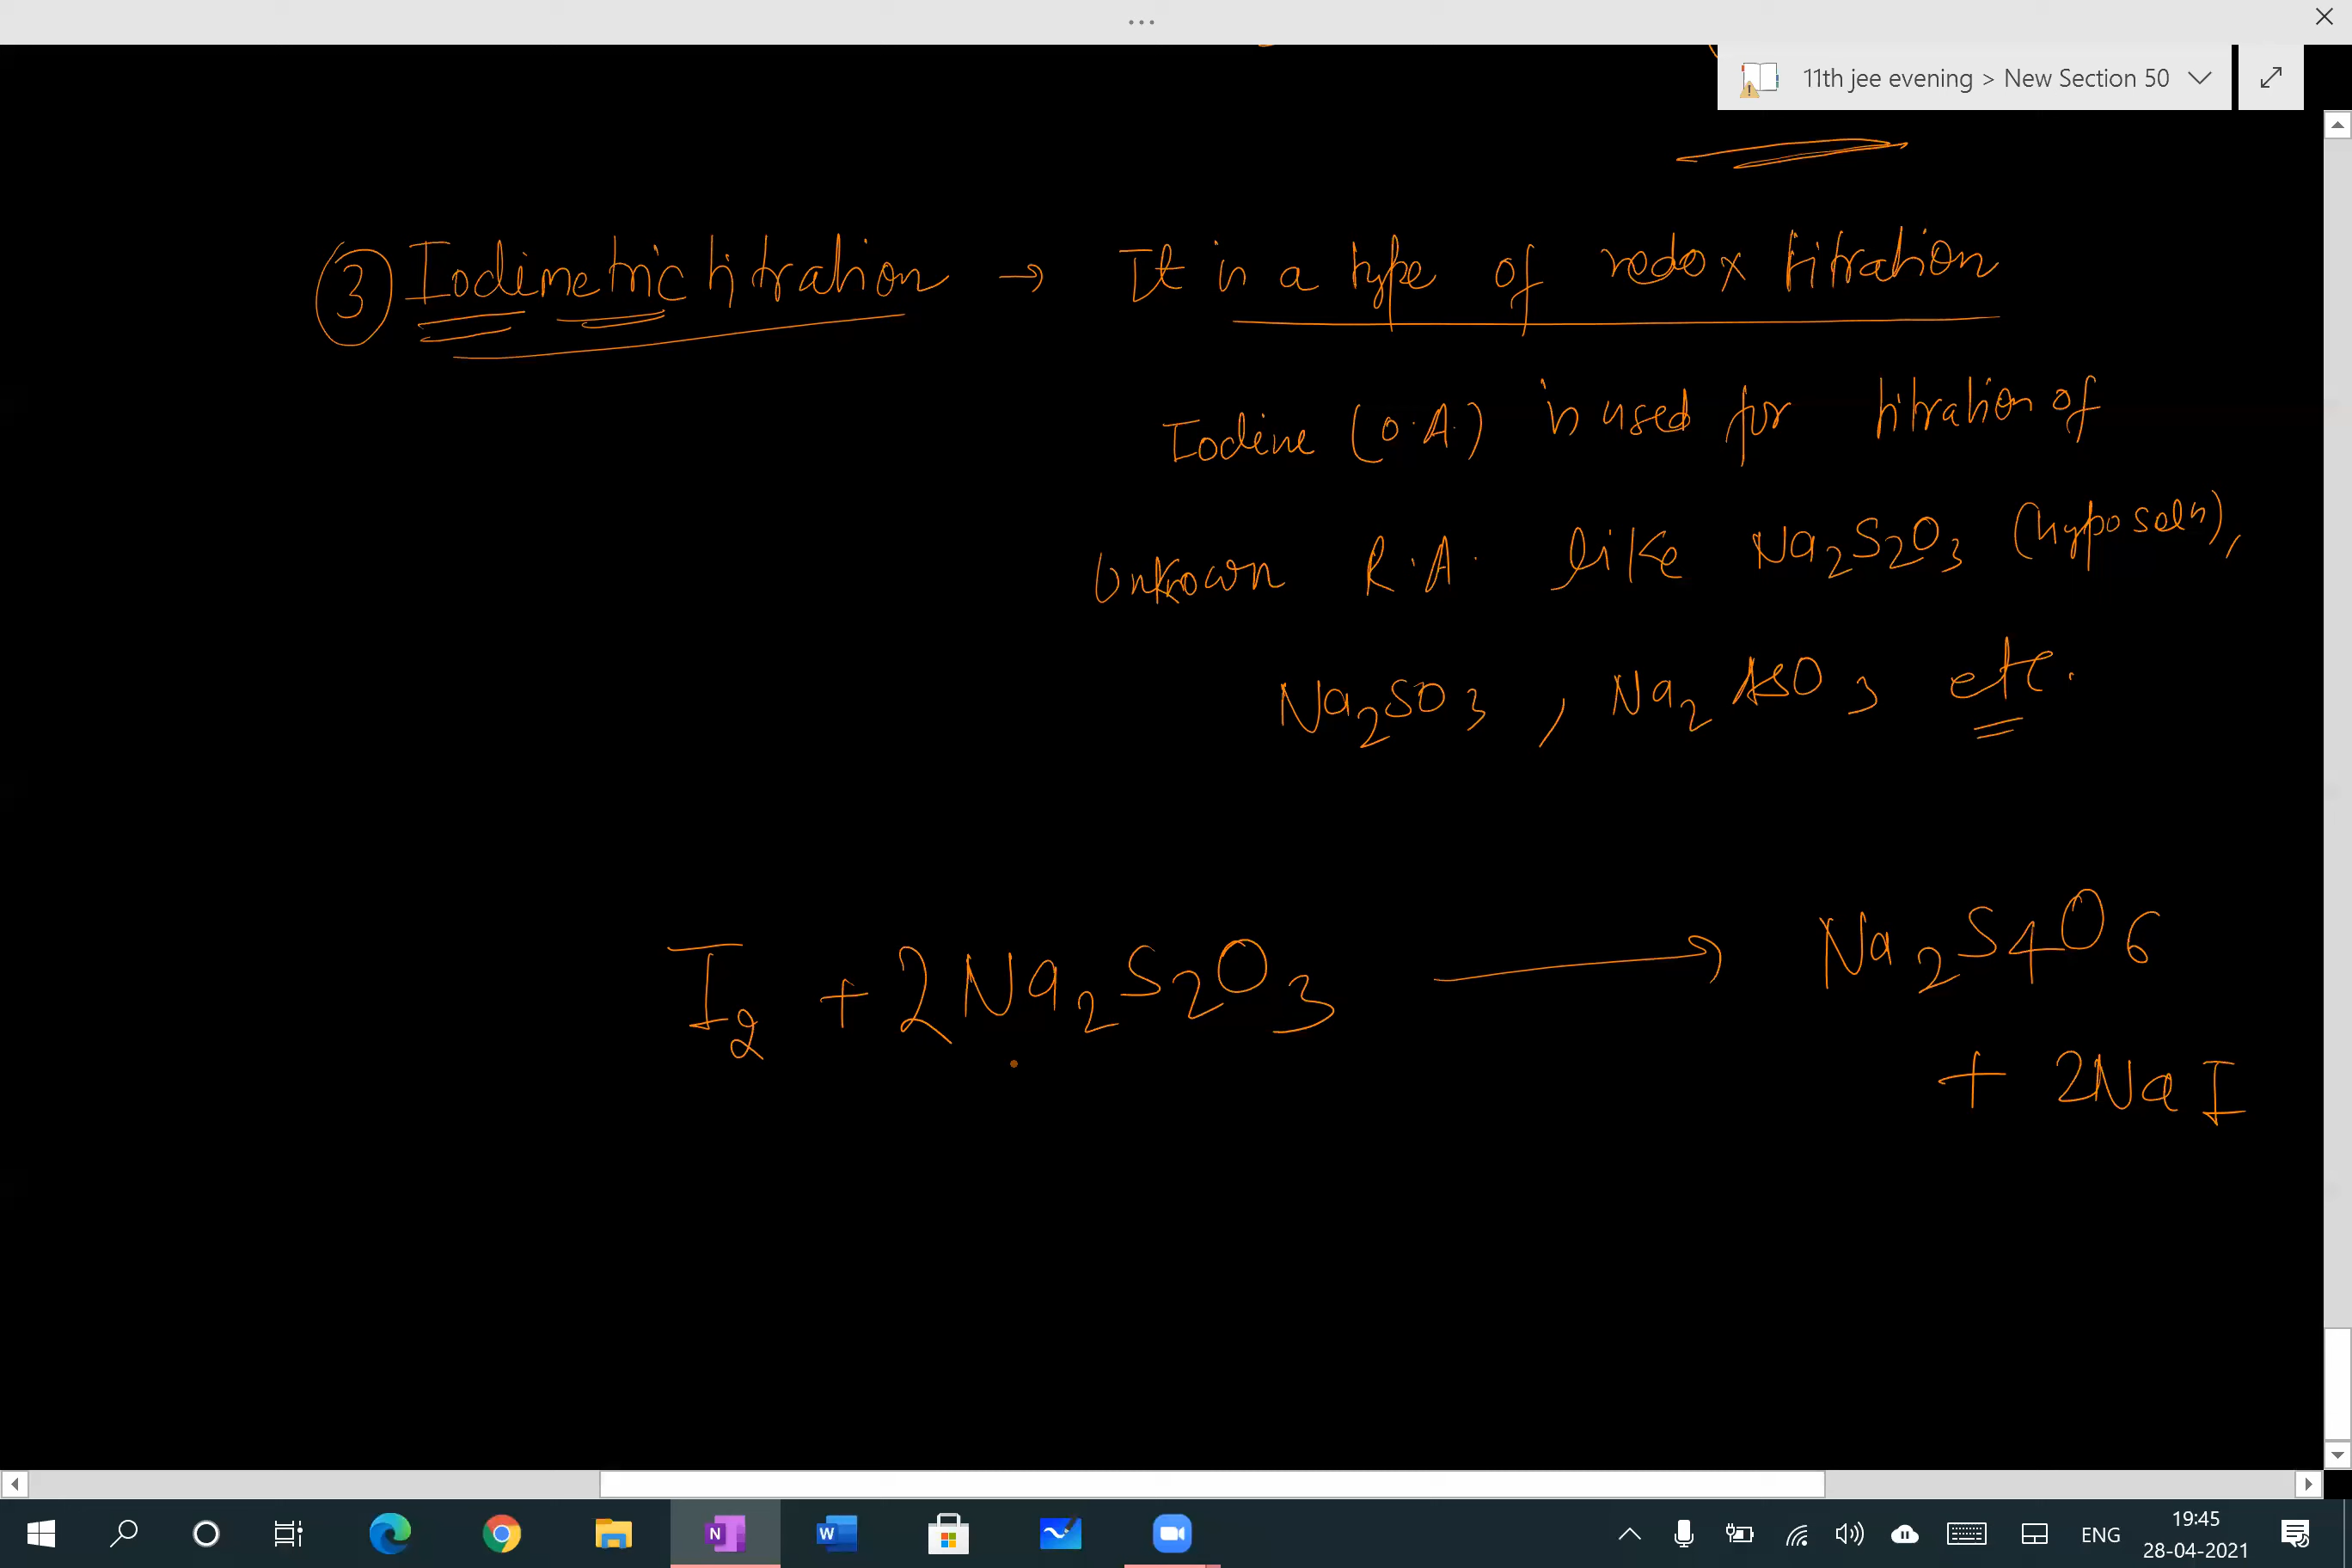 11th jee evening > New Section 50
③ Iodimetric titration → It is a type of redox titration
Iodine (O.A.) is used for titration of
Unknown R.A. like Na₂S₂O₃ (hypo soln),
Na₂SO₃, Na₂ASO₃ etc.
I₂ + 2Na₂S₂O₃ ⟶ Na₂S₄O₆
+ 2NaI
ENG
19:45
28-04-2021